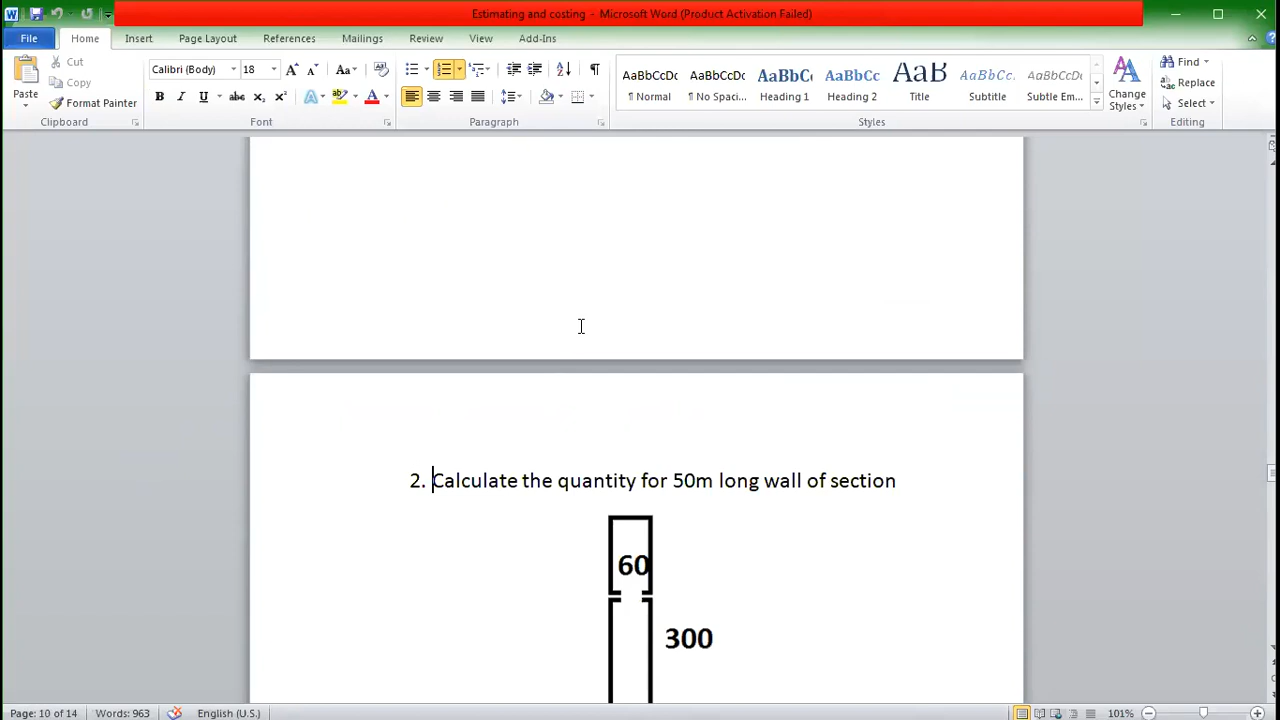 Estimating and costing - Microsoft Word (Product Activation Failed)
File Home Insert Page Layout References Mailings Review View Add-Ins
Paste
Cut
Copy
Format Painter
Clipboard
Calibri (Body) 18
Font
Paragraph
AaBbCcDc AaBbCcDc AaBbC AaBbCc AaB AaBbCc. AaBbCcDc
¶ Normal ¶ No Spaci... Heading 1 Heading 2 Title Subtitle Subtle Em...
Change Styles
Styles
Find
Replace
Select
Editing
2. Calculate the quantity for 50m long wall of section
60
300
Page: 10 of 14 Words: 963 English (U.S.) 101%